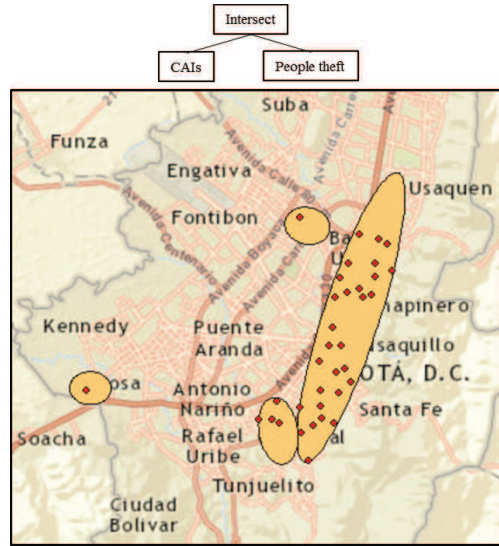 Intersect
CAIs
People theft
Suba
Funza
Engativa
Avenida Calle 80
Usaquen
Fontibon
Avenida Boyaca
Avenida Centenario
Kennedy
Puente
Aranda
Antonio
Nariño
OTÁ, D.C.
Santa Fe
Soacha
Rafael
Uribe
Tunjuelito
Ciudad
Bolivar